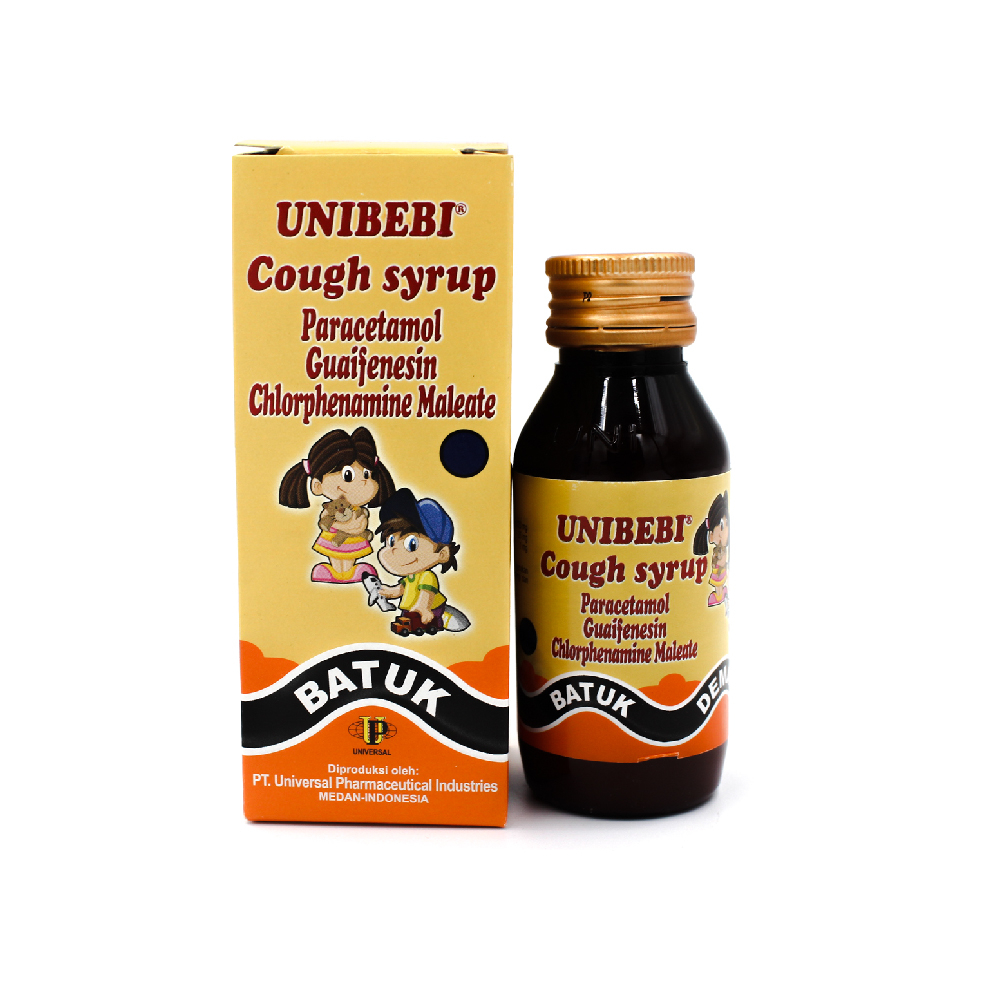 UNIBEBI®
Cough syrup
Paracetamol
Guaifenesin
Chlorphenamine Maleate
BATUK
UP
UNIVERSAL
Diproduksi oleh:
PT. Universal Pharmaceutical Industries
MEDAN-INDONESIA
UNIBEBI®
Cough syrup
Paracetamol
Guaifenesin
Chlorphenamine Maleate
BATUK